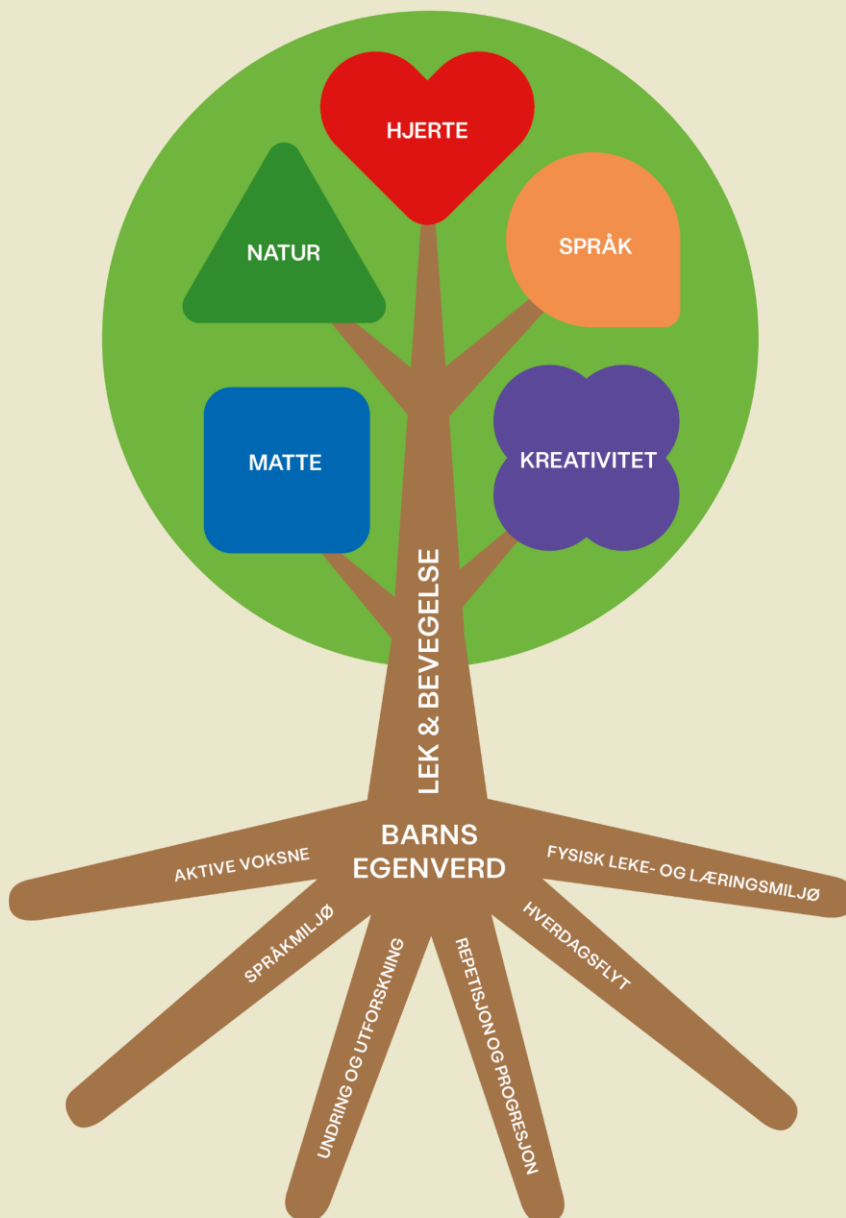 HJERTE
NATUR
SPRÅK
MATTE
KREATIVITET
LEK & BEVEGELSE
BARNS
EGENVERD
AKTIVE VOKSNE
SPRÅKMILJØ
UNDRING OG UTFORSKNING
REPETISJON OG PROGRESJON
HVERDAGSFLYT
FYSISK LEKE- OG LÆRINGSMILJØ